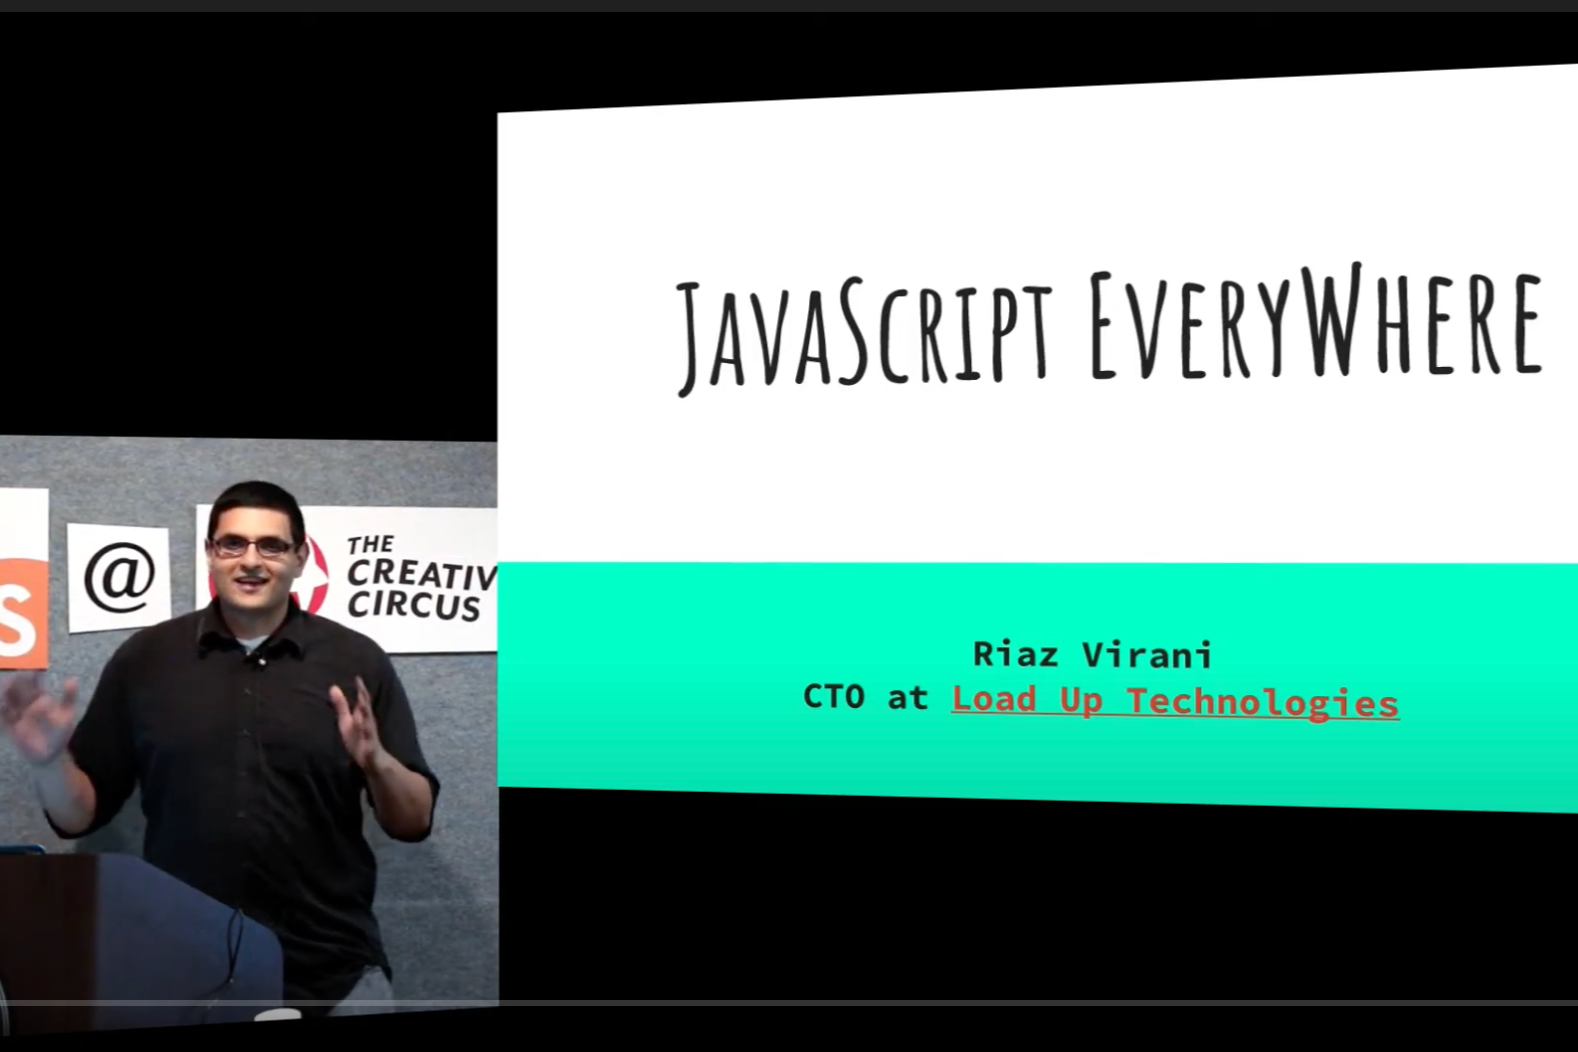 JavaScript EveryWhere
S
@
THE
CREATIV
CIRCUS
Riaz Virani
CTO at Load Up Technologies